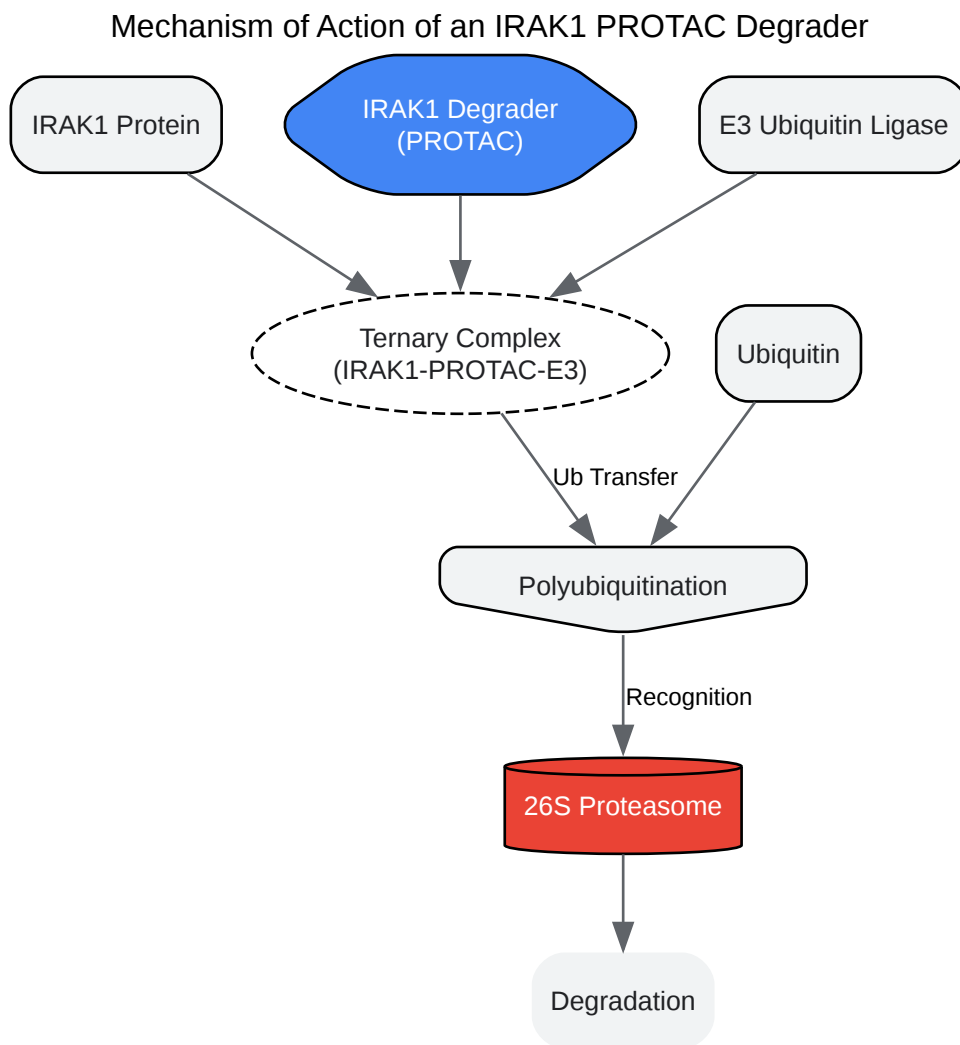 Mechanism of Action of an IRAK1 PROTAC Degrader
IRAK1 Protein
IRAK1 Degrader
(PROTAC)
E3 Ubiquitin Ligase
Ternary Complex
(IRAK1-PROTAC-E3)
Ubiquitin
Ub Transfer
Polyubiquitination
Recognition
26S Proteasome
Degradation